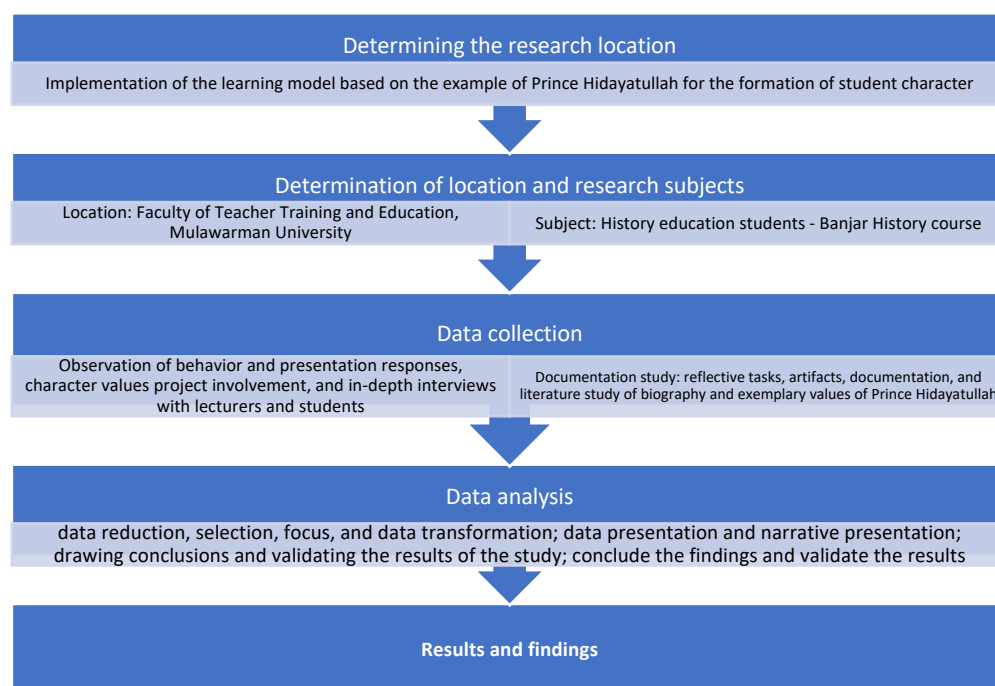 Determining the research location
Implementation of the learning model based on the example of Prince Hidayatullah for the formation of student character
Determination of location and research subjects
Location: Faculty of Teacher Training and Education,
Mulawarman University
Subject: History education students - Banjar History course
Data collection
Observation of behavior and presentation responses,
character values project involvement, and in-depth interviews
with lecturers and students
Documentation study: reflective tasks, artifacts, documentation, and
literature study of biography and exemplary values of Prince Hidayatullah
Data analysis
data reduction, selection, focus, and data transformation; data presentation and narrative presentation;
drawing conclusions and validating the results of the study; conclude the findings and validate the results
Results and findings